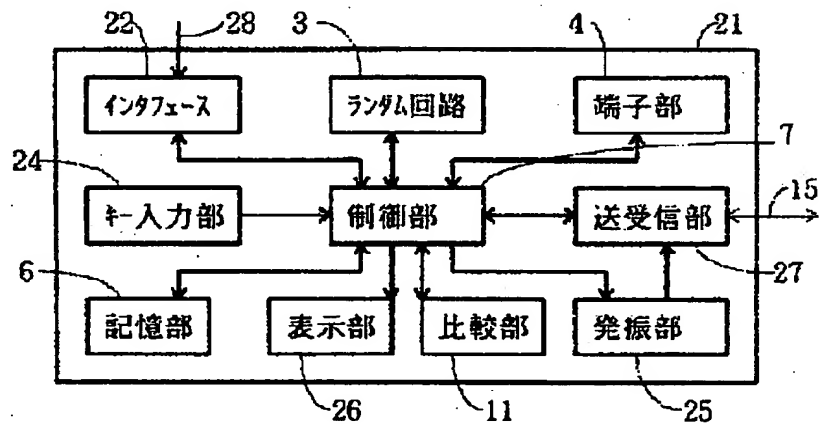 22 28 3 4 21
インタフェース ランダム回路 端子部
7
24
キー入力部 制御部 送受信部 15
6 27
記憶部 表示部 比較部 発振部
26 11 25